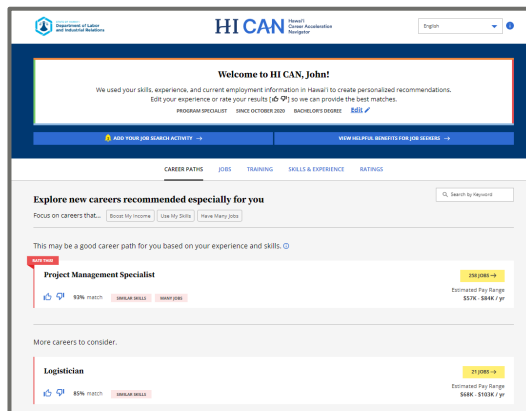 Department of Labor
and Industrial Relations
HI CAN
Hawai'i
Career Acceleration
Navigator
English
Welcome to HI CAN, John!
We used your skills, experience, and current employment information in Hawai'i to create personalized recommendations.
Edit your experience or rate your results [👍 👎] so we can provide the best matches.
PROGRAM SPECIALIST SINCE OCTOBER 2020 BACHELOR'S DEGREE Edit
ADD YOUR JOB SEARCH ACTIVITY →
VIEW HELPFUL BENEFITS FOR JOB SEEKERS →
CAREER PATHS JOBS TRAINING SKILLS & EXPERIENCE RATINGS
Explore new careers recommended especially for you
Search by Keyword
Focus on careers that... Boost My Income Use My Skills Have Many Jobs
This may be a good career path for you based on your experience and skills.
RATE THIS!
Project Management Specialist
238 JOBS →
93% match SIMILAR SKILLS MANY JOBS
Estimated Pay Range
$57K - $84K / yr
More careers to consider.
Logistician
21 JOBS →
85% match SIMILAR SKILLS
Estimated Pay Range
$68K - $103K / yr